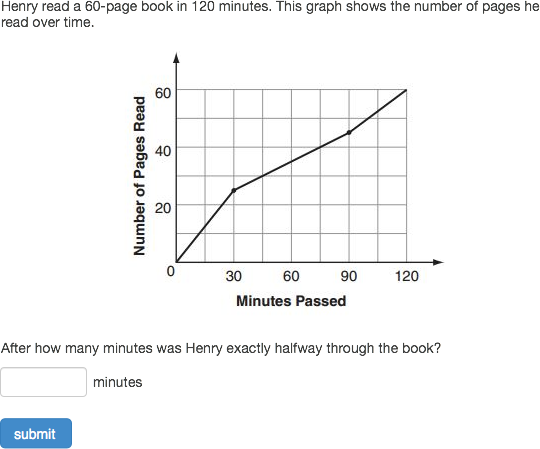 Henry read a 60-page book in 120 minutes. This graph shows the number of pages he
read over time.
Number of Pages Read
60
40
20
0
30 60 90 120
Minutes Passed
After how many minutes was Henry exactly halfway through the book?
minutes
submit